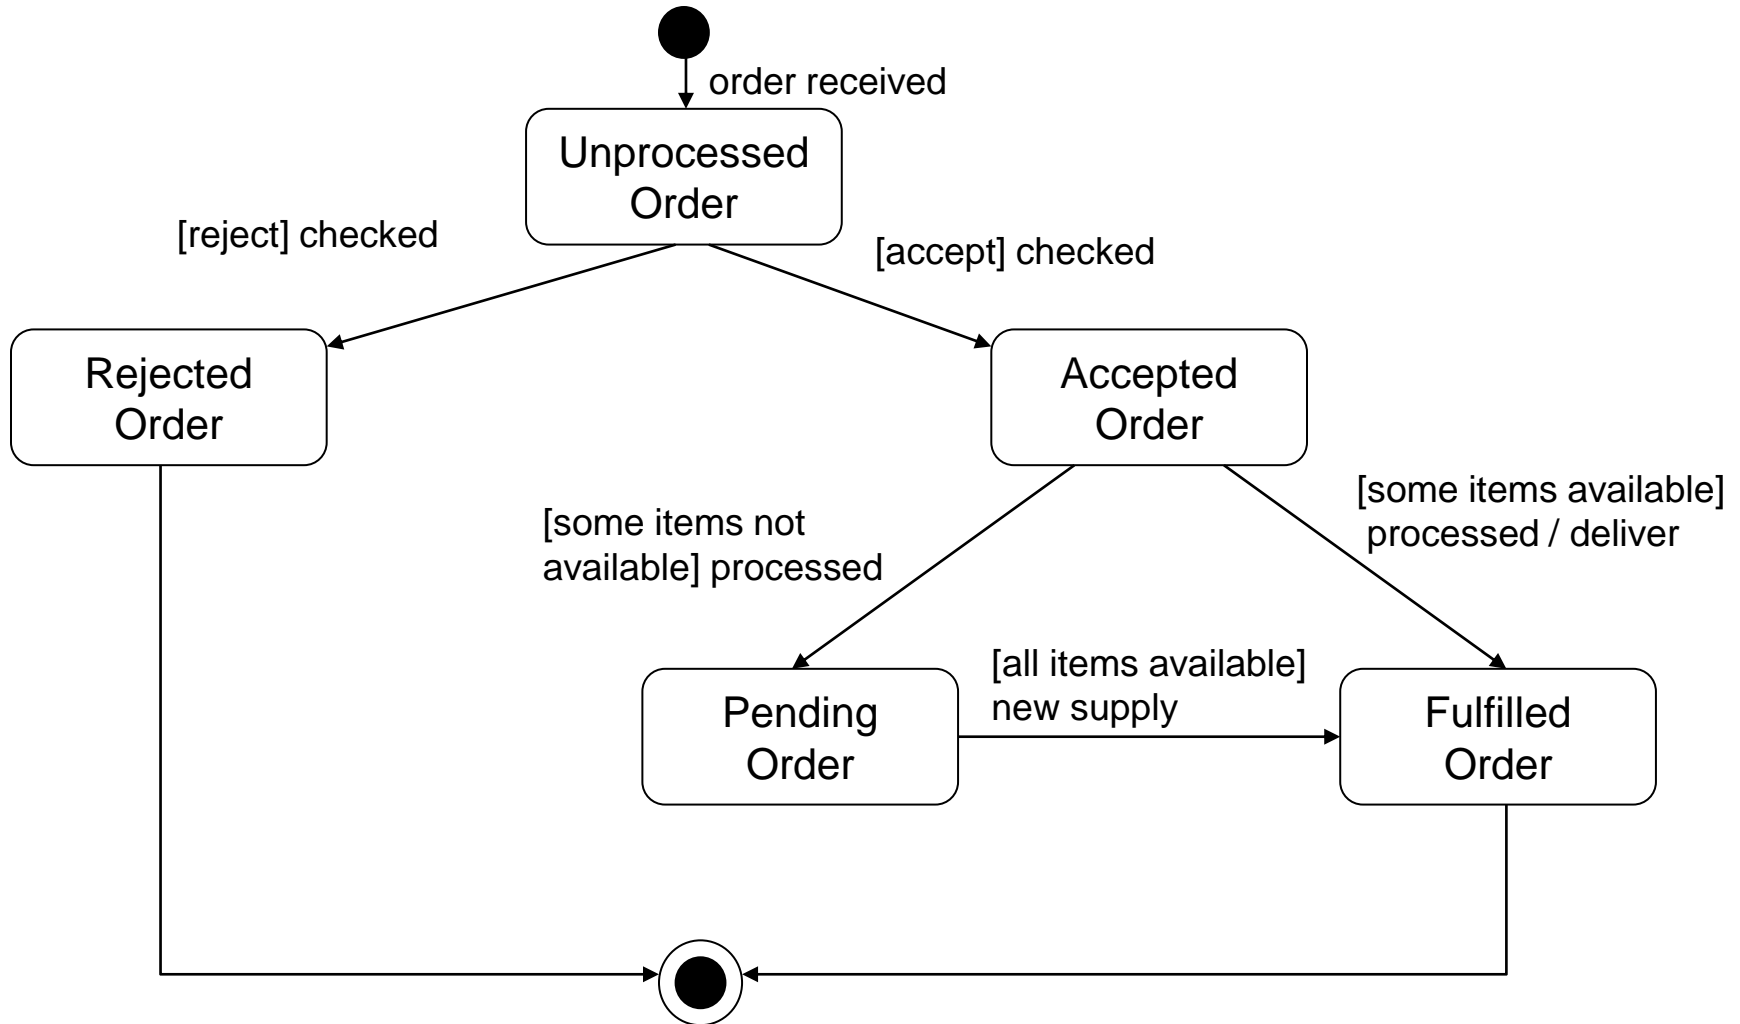 order received
Unprocessed
Order
[reject] checked
[accept] checked
Rejected
Order
Accepted
Order
[some items not
available] processed
[some items available]
processed / deliver
[all items available]
new supply
Pending
Order
Fulfilled
Order